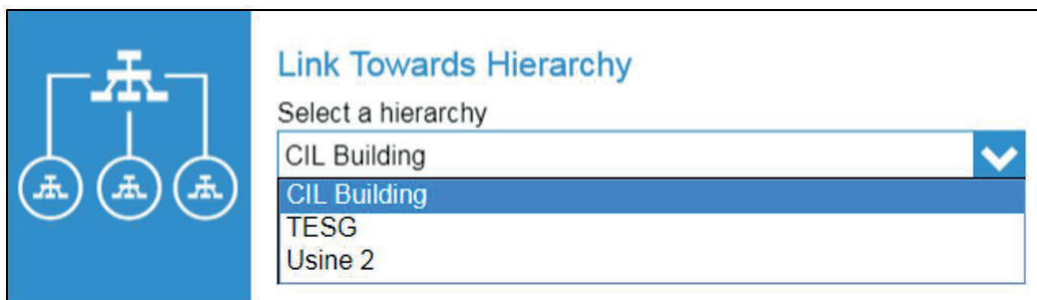 Link Towards Hierarchy
Select a hierarchy
CIL Building
CIL Building
TESG
Usine 2